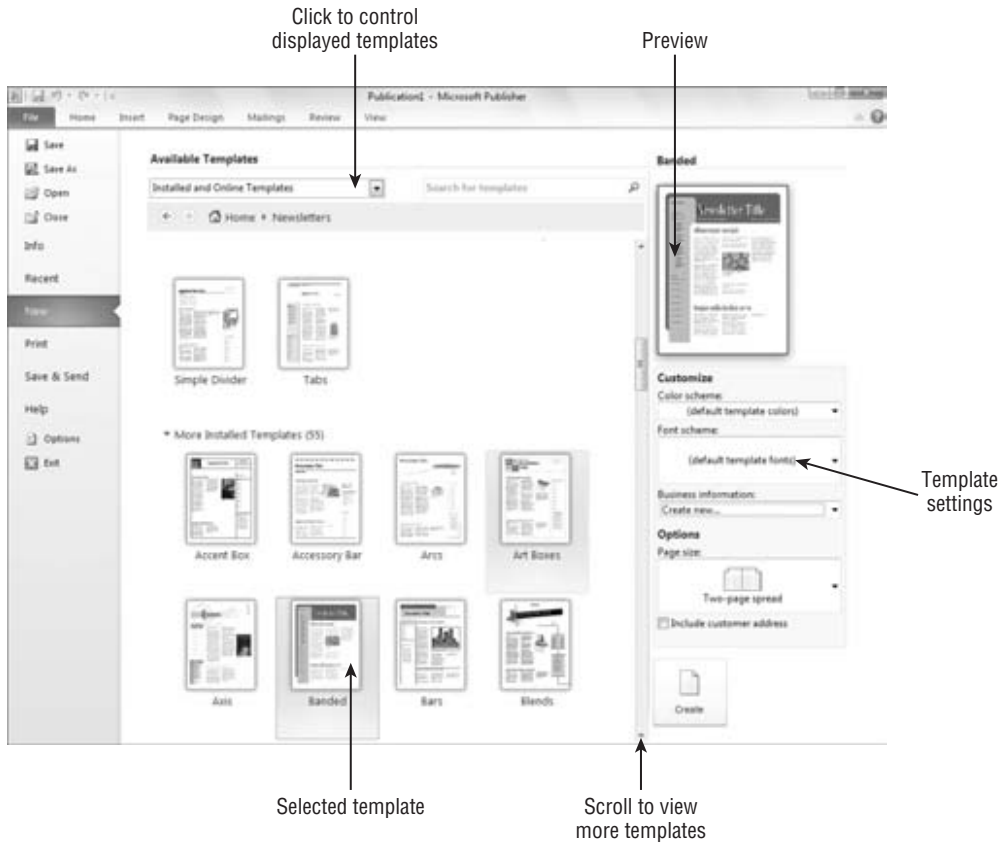 Click to control
displayed templates
Preview
Publication1 - Microsoft Publisher
File Home Insert Page Design Mailings Review View
Save
Save As
Open
Close
Info
Recent
New
Print
Save & Send
Help
Options
Exit
Available Templates
Installed and Online Templates
Search for templates
Home
Newsletters
Simple Divider
Tabs
More Installed Templates (55)
Accent Box
Accessory Bar
Arcs
Art Boxes
Axis
Banded
Bars
Blends
Banded
Newsletter Title
Customize
Color scheme:
(default template colors)
Font scheme:
(default template fonts)
Business information:
Create new...
Options
Page size:
Two-page spread
Include customer address
Create
Template
settings
Selected template
Scroll to view
more templates